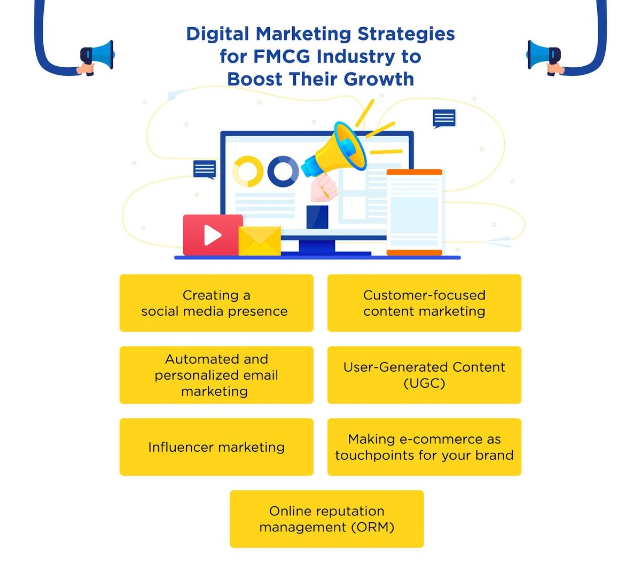 Digital Marketing Strategies
for FMCG Industry to
Boost Their Growth
Creating a
social media presence
Customer-focused
content marketing
Automated and
personalized email
marketing
User-Generated Content
(UGC)
Influencer marketing
Making e-commerce as
touchpoints for your brand
Online reputation
management (ORM)